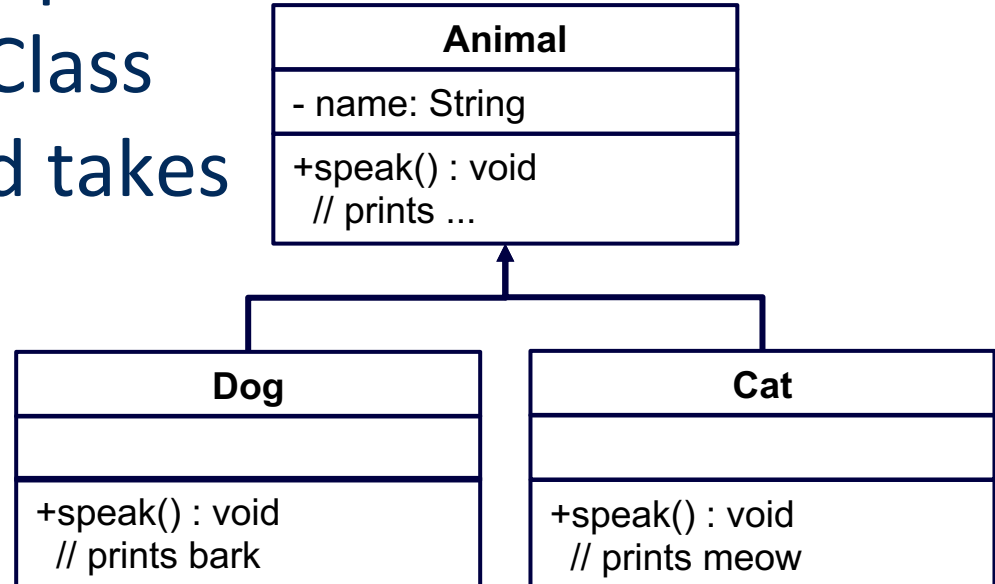 Class
d takes
Animal
- name: String
+speak() : void
// prints ...
Dog
+speak() : void
// prints bark
Cat
+speak() : void
// prints meow